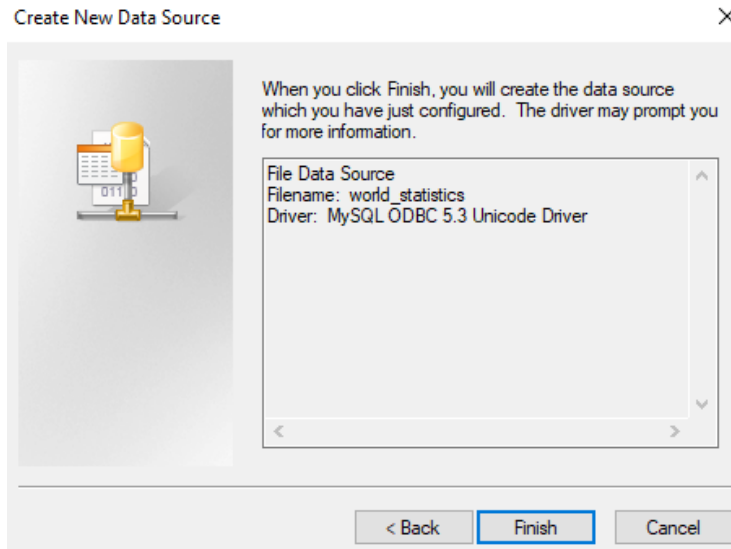 Create New Data Source
When you click Finish, you will create the data source
which you have just configured.  The driver may prompt you
for more information.
File Data Source
Filename:  world_statistics
Driver:  MySQL ODBC 5.3 Unicode Driver
011
< Back
Finish
Cancel